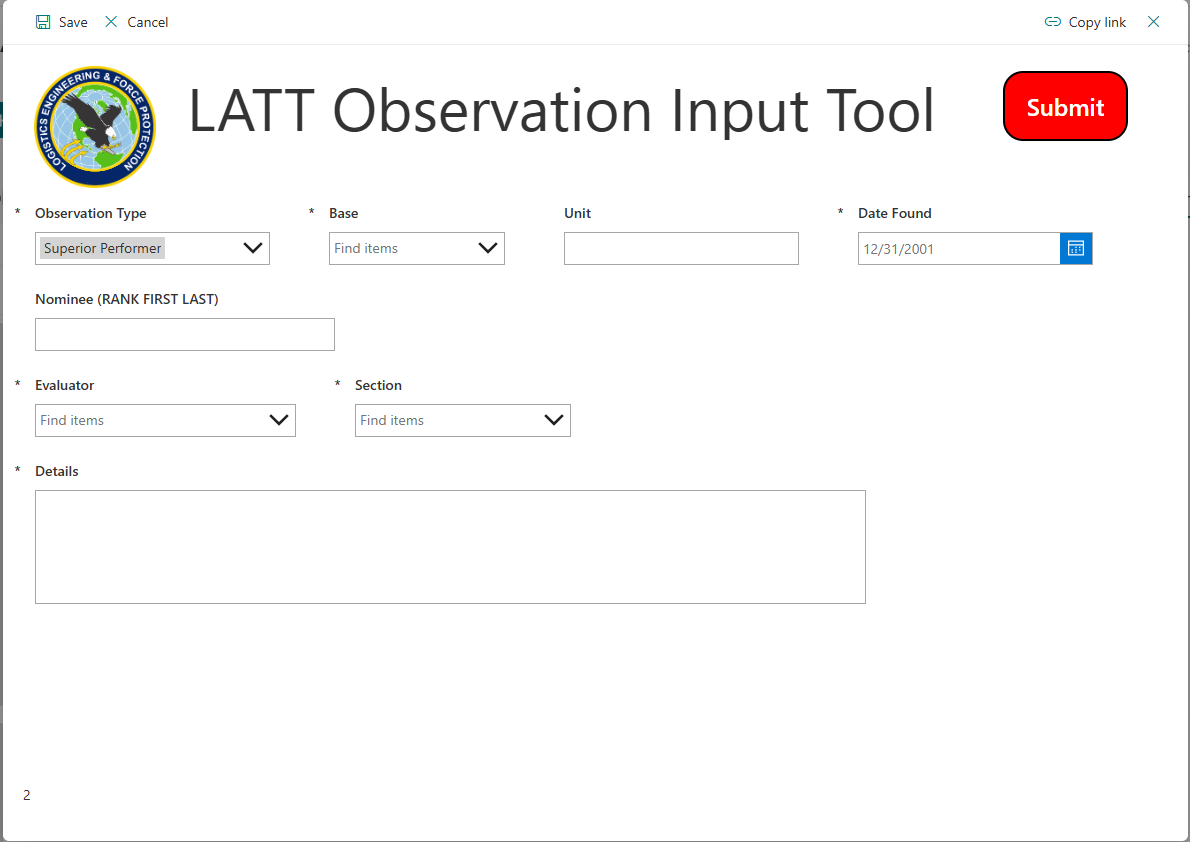 Save Cancel Copy link
LOGISTICS ENGINEERING & FORCE PROTECTION
LATT Observation Input Tool
Submit
* Observation Type * Base Unit * Date Found
Superior Performer Find items 12/31/2001
Nominee (RANK FIRST LAST)
* Evaluator * Section
Find items Find items
* Details
2